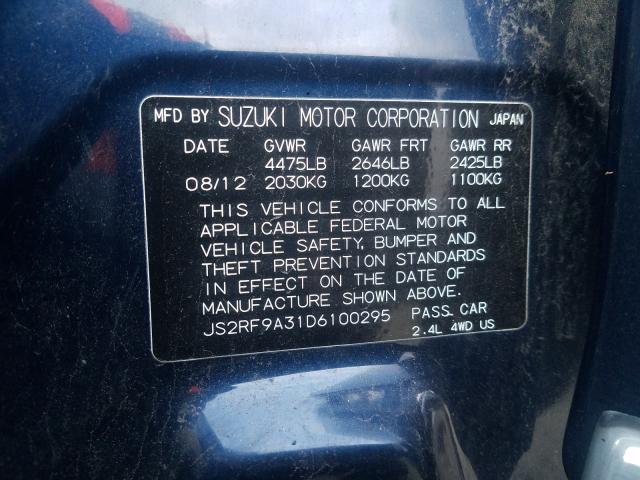 MFD BY SUZUKI MOTOR CORPORATION JAPAN
DATE GVWR GAWR FRT GAWR RR
4475LB 2646LB 2425LB
08/12 2030KG 1200KG 1100KG
THIS VEHICLE CONFORMS TO ALL
APPLICABLE FEDERAL MOTOR
VEHICLE SAFETY, BUMPER AND
THEFT PREVENTION STANDARDS
IN EFFECT ON THE DATE OF
MANUFACTURE SHOWN ABOVE.
JS2RF9A31D6100295 PASS. CAR
2.4L 4WD US